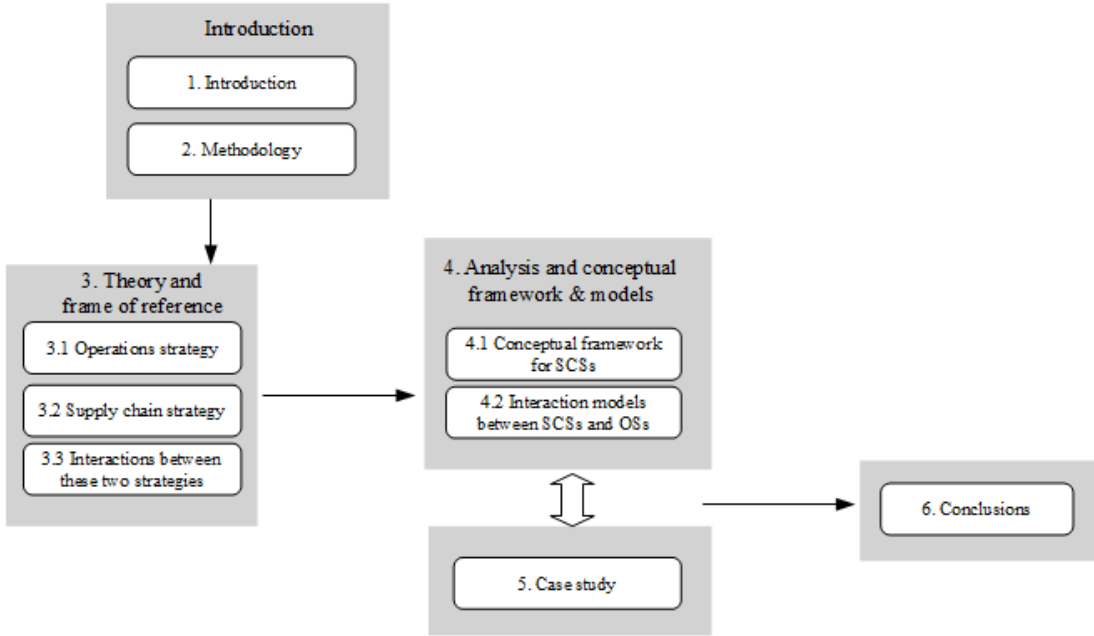 Introduction
1. Introduction
2. Methodology
3. Theory and
frame of reference
3.1 Operations strategy
3.2 Supply chain strategy
3.3 Interactions between
these two strategies
4. Analysis and conceptual
framework & models
4.1 Conceptual framework
for SCSs
4.2 Interaction models
between SCSs and OSs
5. Case study
6. Conclusions